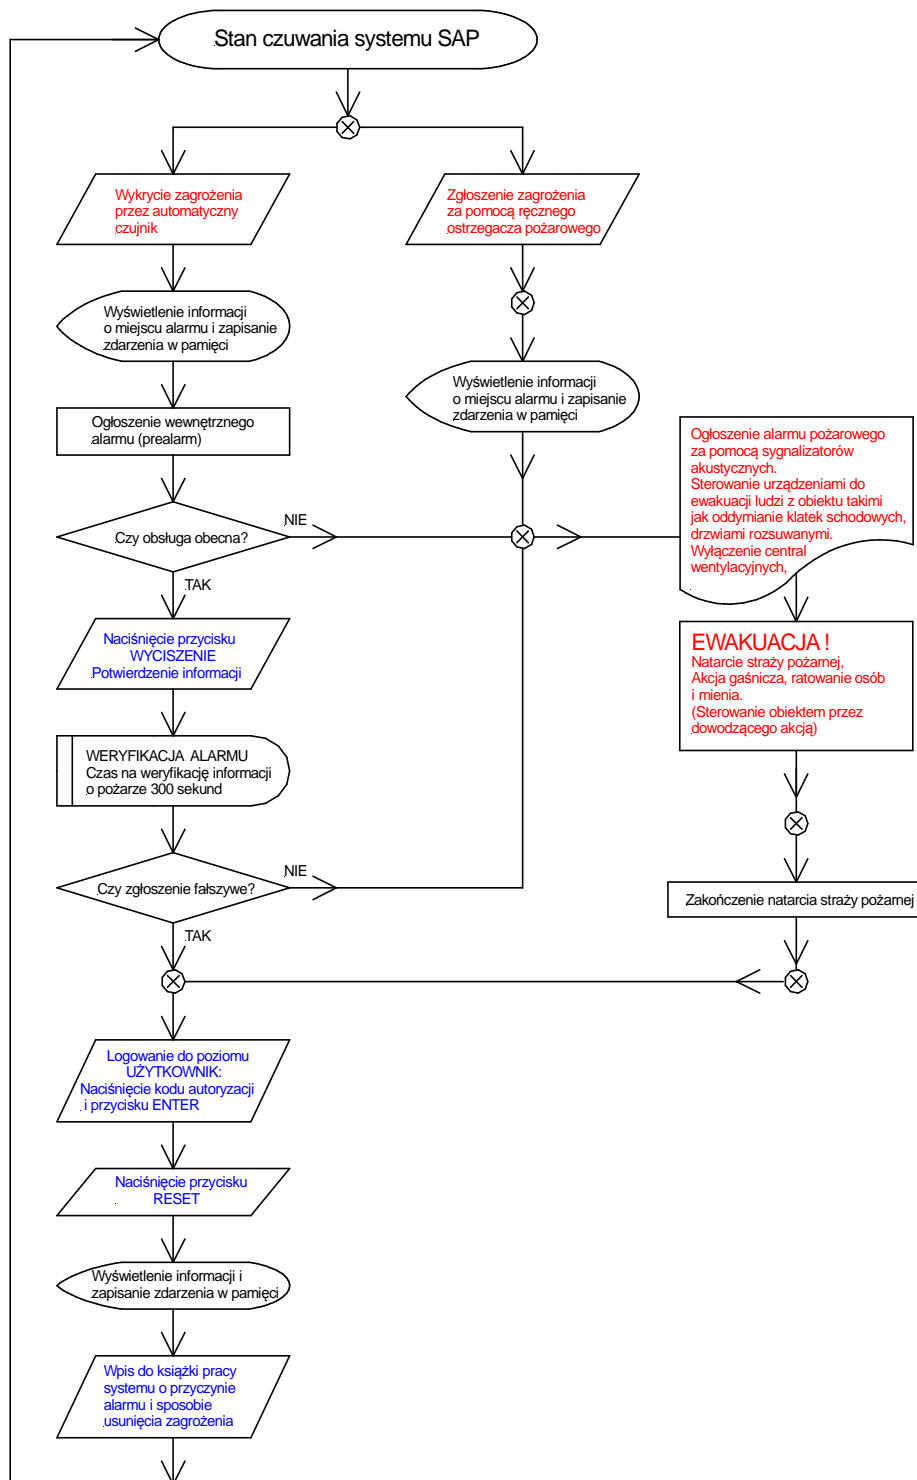 Stan czuwania systemu SAP
Wykrycie zagrożenia
przez automatyczny
czujnik
Zgłoszenie zagrożenia
za pomocą ręcznego
ostrzegacza pożarowego
Wyświetlenie informacji
o miejscu alarmu i zapisanie
zdarzenia w pamięci
Wyświetlenie informacji
o miejscu alarmu i zapisanie
zdarzenia w pamięci
Ogłoszenie wewnętrznego
alarmu (prealarm)
Ogłoszenie alarmu pożarowego
za pomocą sygnalizatorów
akustycznych.
Sterowanie urządzeniami do
ewakuacji ludzi z obiektu takimi
jak oddymianie klatek schodowych,
drzwiami rozsuwanymi.
Wyłączenie central
wentylacyjnych,
Czy obsługa obecna?
NIE
TAK
Naciśnięcie przycisku
WYCISZENIE
Potwierdzenie informacji
EWAKUACJA !
Natarcie straży pożarnej,
Akcja gaśnicza, ratowanie osób
i mienia.
(Sterowanie obiektem przez
dowodzącego akcją)
WERYFIKACJA ALARMU
Czas na weryfikację informacji
o pożarze 300 sekund
Czy zgłoszenie fałszywe?
NIE
TAK
Zakończenie natarcia straży pożarnej
Logowanie do poziomu
UŻYTKOWNIK:
Naciśnięcie kodu autoryzacji
i przycisku ENTER
Naciśnięcie przycisku
RESET
Wyświetlenie informacji i
zapisanie zdarzenia w pamięci
Wpis do książki pracy
systemu o przyczynie
alarmu i sposobie
usunięcia zagrożenia